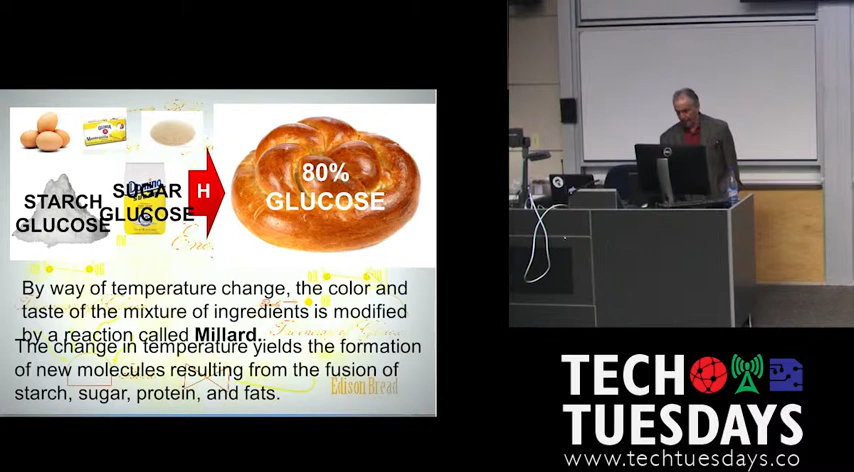 80%
GLUCOSE
STARCH
GLUCOSE
SUGAR
GLUCOSE
H
By way of temperature change, the color and
taste of the mixture of ingredients is modified
by a reaction called Millard.
The change in temperature yields the formation
of new molecules resulting from the fusion of
starch, sugar, protein, and fats.
Edison Bread
TECH
TUESDAYS
www.techtuesdays.co